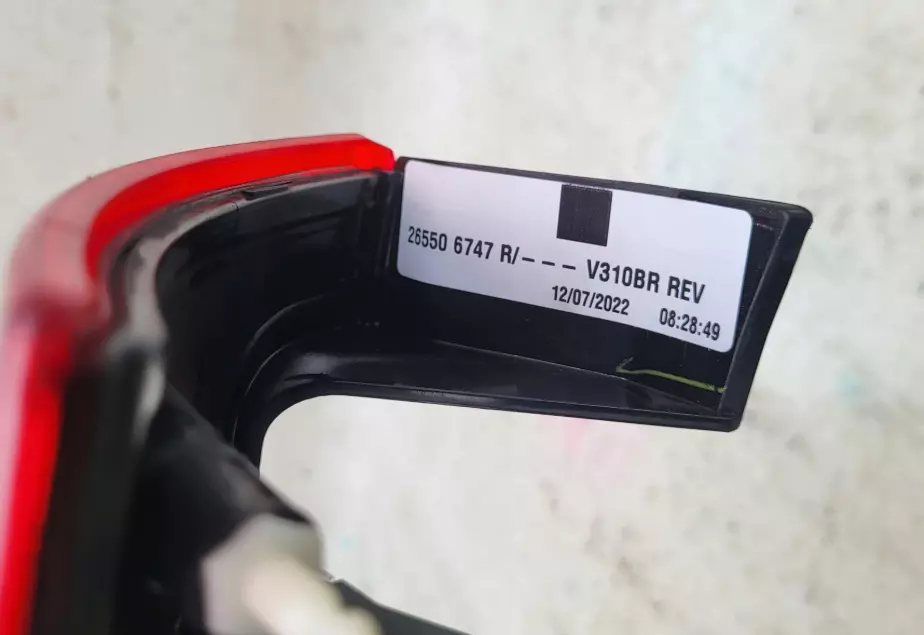 26550 6747 R/--- V310BR REV
12/07/2022 08:28:49